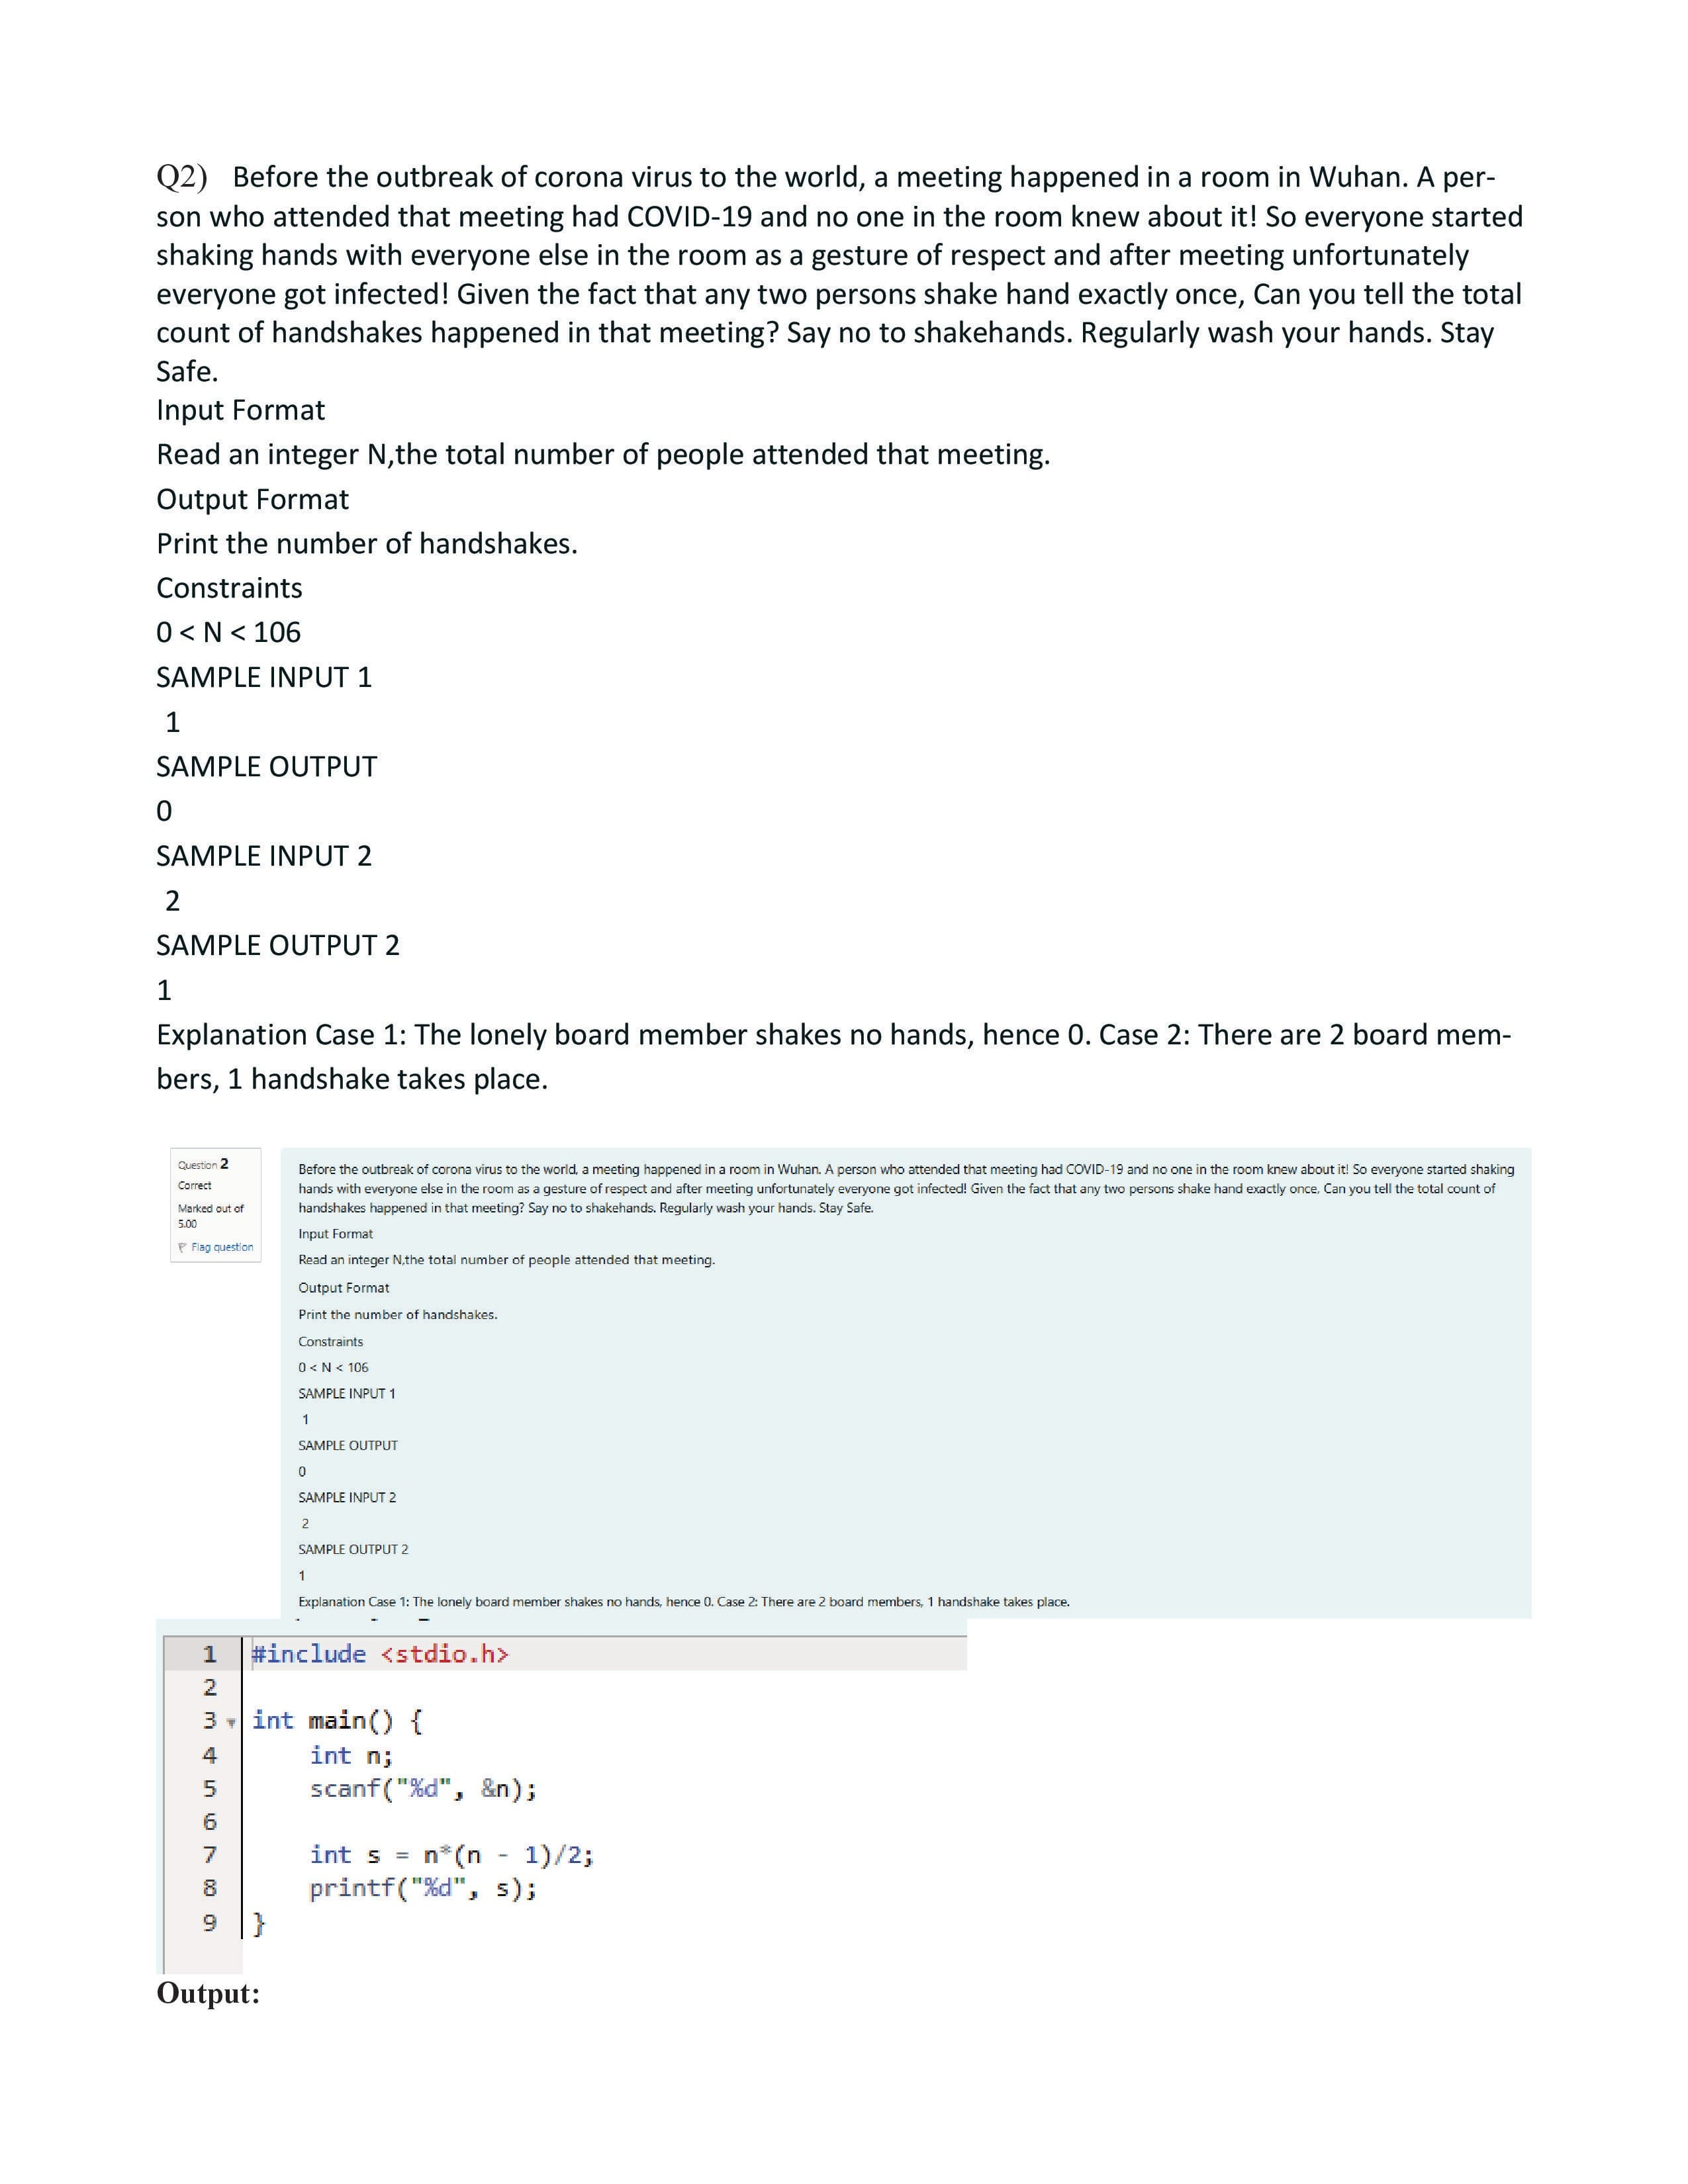 Q2) Before the outbreak of corona virus to the world, a meeting happened in a room in Wuhan. A per-
son who attended that meeting had COVID-19 and no one in the room knew about it! So everyone started
shaking hands with everyone else in the room as a gesture of respect and after meeting unfortunately
everyone got infected! Given the fact that any two persons shake hand exactly once, Can you tell the total
count of handshakes happened in that meeting? Say no to shakehands. Regularly wash your hands. Stay
Safe.
Input Format
Read an integer N,the total number of people attended that meeting.
Output Format
Print the number of handshakes.
Constraints
0 < N < 106
SAMPLE INPUT 1
1
SAMPLE OUTPUT
0
SAMPLE INPUT 2
2
SAMPLE OUTPUT 2
1
Explanation Case 1: The lonely board member shakes no hands, hence 0. Case 2: There are 2 board mem-
bers, 1 handshake takes place.
Question 2
Correct
Marked out of
5.00
Flag question
Before the outbreak of corona virus to the world, a meeting happened in a room in Wuhan. A person who attended that meeting had COVID-19 and no one in the room knew about it! So everyone started shaking
hands with everyone else in the room as a gesture of respect and after meeting unfortunately everyone got infected! Given the fact that any two persons shake hand exactly once, Can you tell the total count of
handshakes happened in that meeting? Say no to shakehands. Regularly wash your hands. Stay Safe.
Input Format
Read an integer N,the total number of people attended that meeting.
Output Format
Print the number of handshakes.
Constraints
0 < N < 106
SAMPLE INPUT 1
1
SAMPLE OUTPUT
0
SAMPLE INPUT 2
2
SAMPLE OUTPUT 2
1
Explanation Case 1: The lonely board member shakes no hands, hence 0. Case 2: There are 2 board members, 1 handshake takes place.
1 #include <stdio.h>
2
3 int main() {
4 int n;
5 scanf("%d", &n);
6
7 int s = n*(n - 1)/2;
8 printf("%d", s);
9 }
Output: